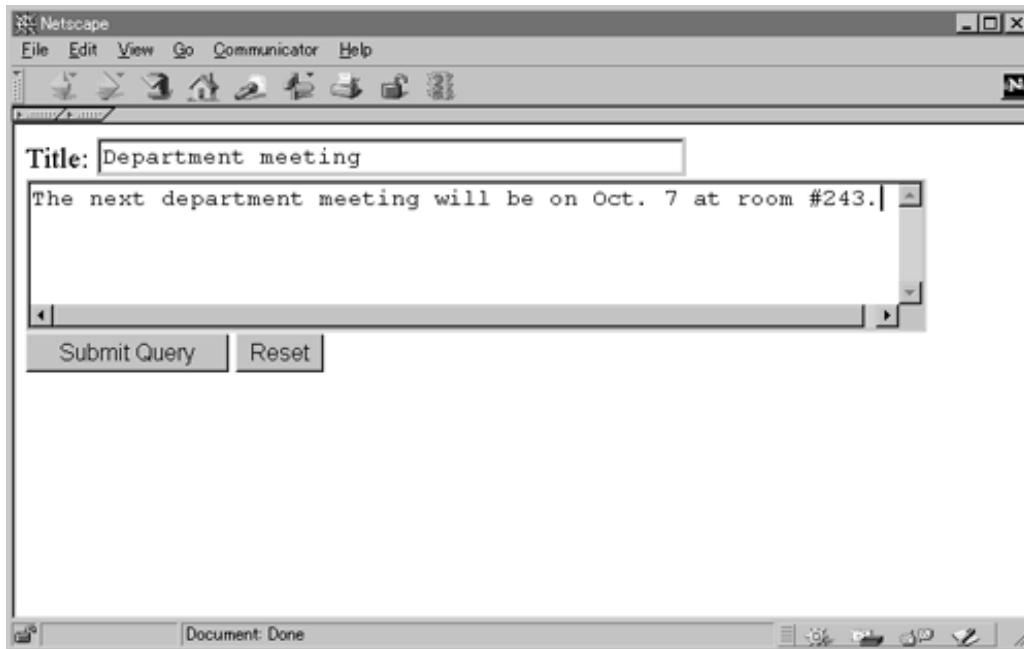 Netscape
File Edit View Go Communicator Help
N
Title: Department meeting
The next department meeting will be on Oct. 7 at room #243.
Submit Query Reset
Document: Done